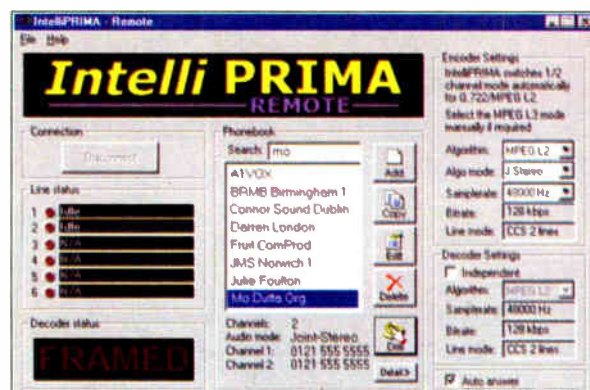 IntelliPRIMA - Remote
File Help
Intelli PRIMA
REMOTE
Connection
Disconnect
Line status
1 Idle
2 Idle
3 N/A
4 N/A
5 N/A
6 N/A
Decoder status
FRAMED
Phonebook
Search: mo
A1 VOX
BRMB Birmingham 1
Connor Sound Dublin
Darren London
Fruit ComProd
JMS Norwich 1
Julie Foulton
Mo Dutta Org
Channels: 2
Audio mode: Joint-Stereo
Channel 1: 0121 555 5555
Channel 2: 0121 555 5555
Add
Copy
Edit
Delete
Dial
Detail>
Encoder Settings
IntelliPRIMA switches 1/2
channel mode automatically
for G.722/MPEG L2
Select the MPEG L3 mode
manually if required
Algorithm: MPEG L2
Algo mode: J Stereo
Samplerate: 48000 Hz
Bitrate: 128 kbps
Line mode: CCS 2 lines
Decoder Settings
Independent
Algorithm: MPEG L2
Samplerate: 48000 Hz
Bitrate: 128 kbps
Line mode: CCS 2 lines
Auto answer